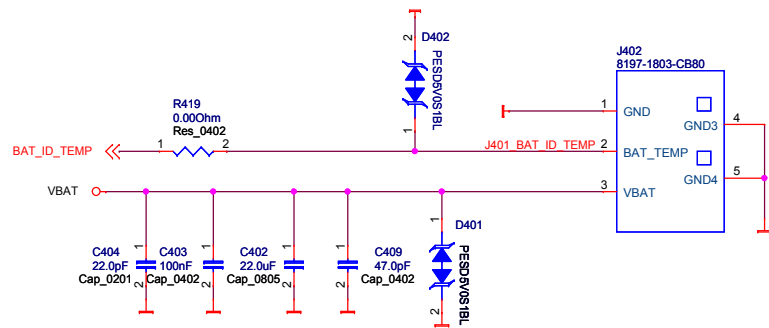 2
D402
PESD5V0S1BL
1
J402
8197-1803-CB80
R419
0.00Ohm
Res_0402
1
GND
GND3
4
BAT_ID_TEMP
1
2
J401_BAT_ID_TEMP
2
BAT_TEMP
GND4
5
VBAT
3
VBAT
1
1
1
1
1
D401
PESD5V0S1BL
C404
22.0pF
Cap_0201
C403
100nF
Cap_0402
C402
22.0uF
Cap_0805
C409
47.0pF
Cap_0402
2
2
2
2
2